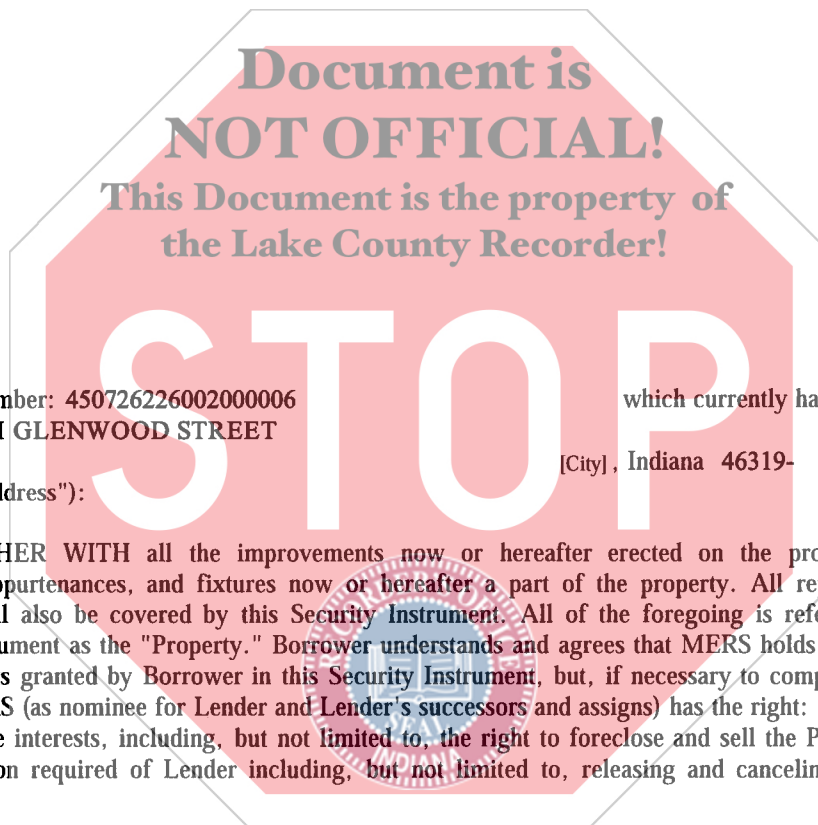 Document is
NOT OFFICIAL!
This Document is the property of
the Lake County Recorder!
STOP
mber: 450726226002000006 which currently ha
GLENWOOD STREET
[City] , Indiana 46319-
ddress"):
HER WITH all the improvements now or hereafter erected on the pro
ppurtenances, and fixtures now or hereafter a part of the property. All re
l also be covered by this Security Instrument. All of the foregoing is refe
ument as the "Property." Borrower understands and agrees that MERS holds
s granted by Borrower in this Security Instrument, but, if necessary to comp
S (as nominee for Lender and Lender's successors and assigns) has the right:
e interests, including, but not limited to, the right to foreclose and sell the P
on required of Lender including, but not limited to, releasing and cancelin
SEAL
INDIANA